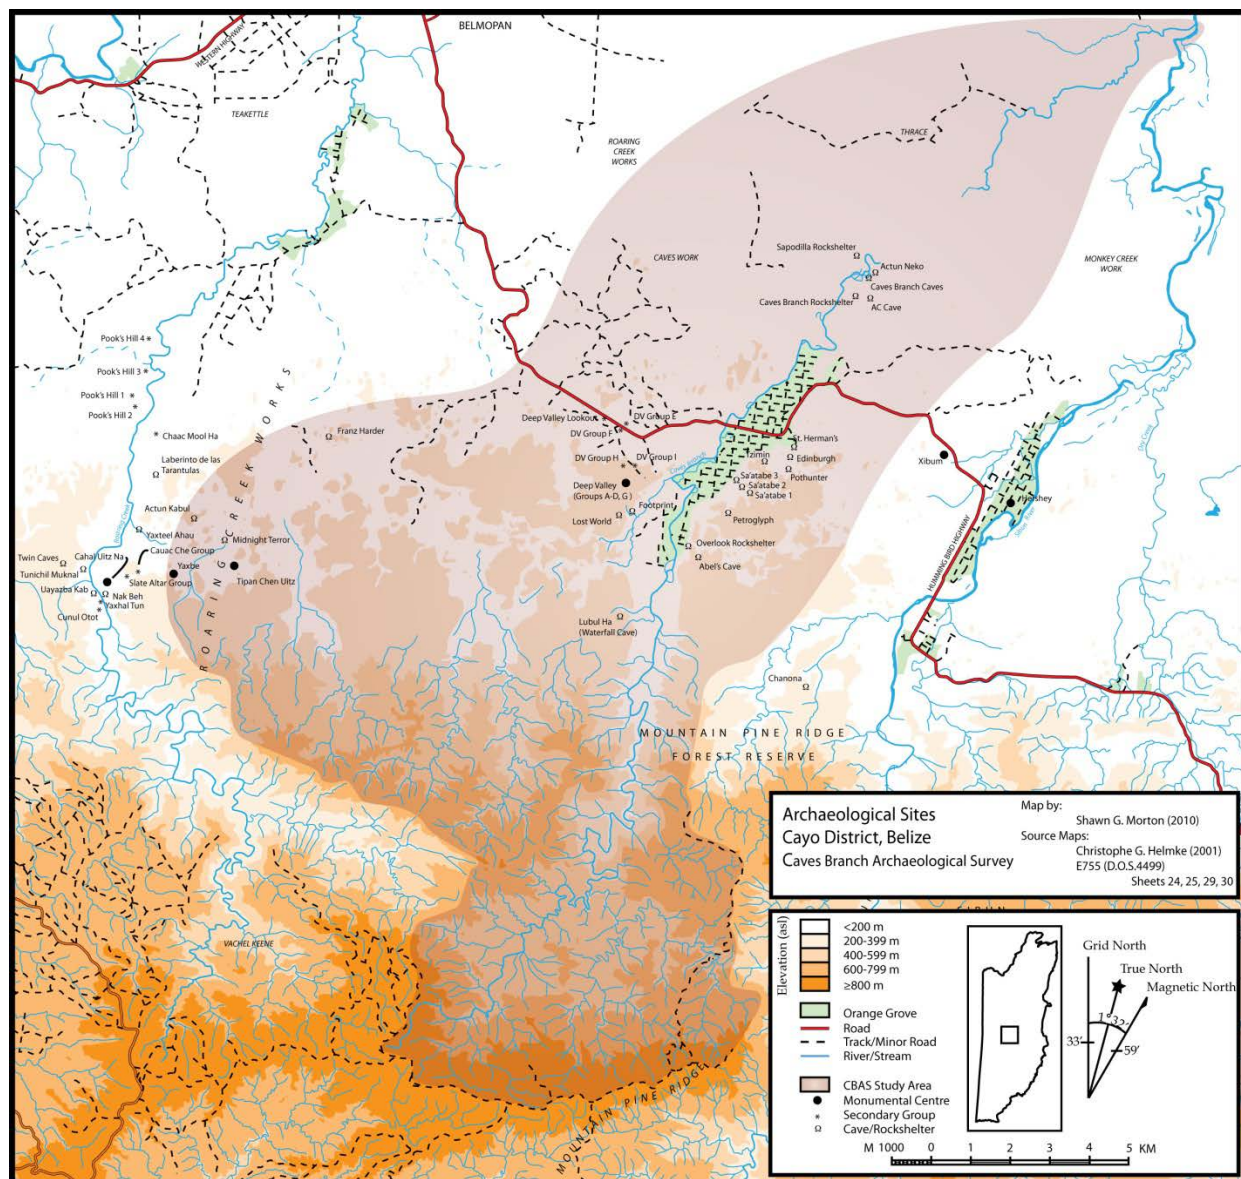 BELMOPAN
WESTERN HIGHWAY
TEAKETTLE
ROARING
CREEK
WORKS
THRACE
CAVES WORK
MONKEY CREEK
WORK
Sapodilla Rockshelter
Actun Neko
Caves Branch Caves
Caves Branch Rockshelter
AC Cave
Pook's Hill 4
Pook's Hill 3
Pook's Hill 1
Pook's Hill 2
Chaac Mool Ha
Laberinto de las
Tarantulas
Franz Harder
ROARING CREEK WORKS
Deep Valley Lookout
DV Group E
DV Group F
DV Group H
DV Group I
Deep Valley
(Groups A-D, G )
Lost World
Footprint
St. Herman's
Tzimin
Edinburgh
Pothunter
Sa'atabe 3
Sa'atabe 2
Sa'atabe 1
Petroglyph
Overlook Rockshelter
Abel's Cave
Xibum
Hershey
Sibun River
Dry Creek
Caves Branch
Roaring Creek
HUMMING BIRD HIGHWAY
Actun Kabul
Yaxteel Ahau
Midnight Terror
Twin Caves
Cahal Uitz Na
Cauac Che Group
Tunichil Muknal
Yaxbe
Slate Altar Group
Tipan Chen Uitz
Uayazba Kab
Nak Beh
Yaxhal Tun
Cunul Otot
Lubul Ha
(Waterfall Cave)
Chanona
MOUNTAIN PINE RIDGE
FOREST RESERVE
VACHEL KEENE
MOUNTAIN PINE RIDGE
Archaeological Sites
Cayo District, Belize
Caves Branch Archaeological Survey
Map by:
Shawn G. Morton (2010)
Source Maps:
Christophe G. Helmke (2001)
E755 (D.O.S.4499)
Sheets 24, 25, 29, 30
Elevation (asl)
<200 m
200-399 m
400-599 m
600-799 m
≥800 m
Orange Grove
Road
Track/Minor Road
River/Stream
CBAS Study Area
Monumental Centre
Secondary Group
Cave/Rockshelter
Grid North
True North
Magnetic North
1° 32'
33'
59'
M 1000 0 1 2 3 4 5 KM